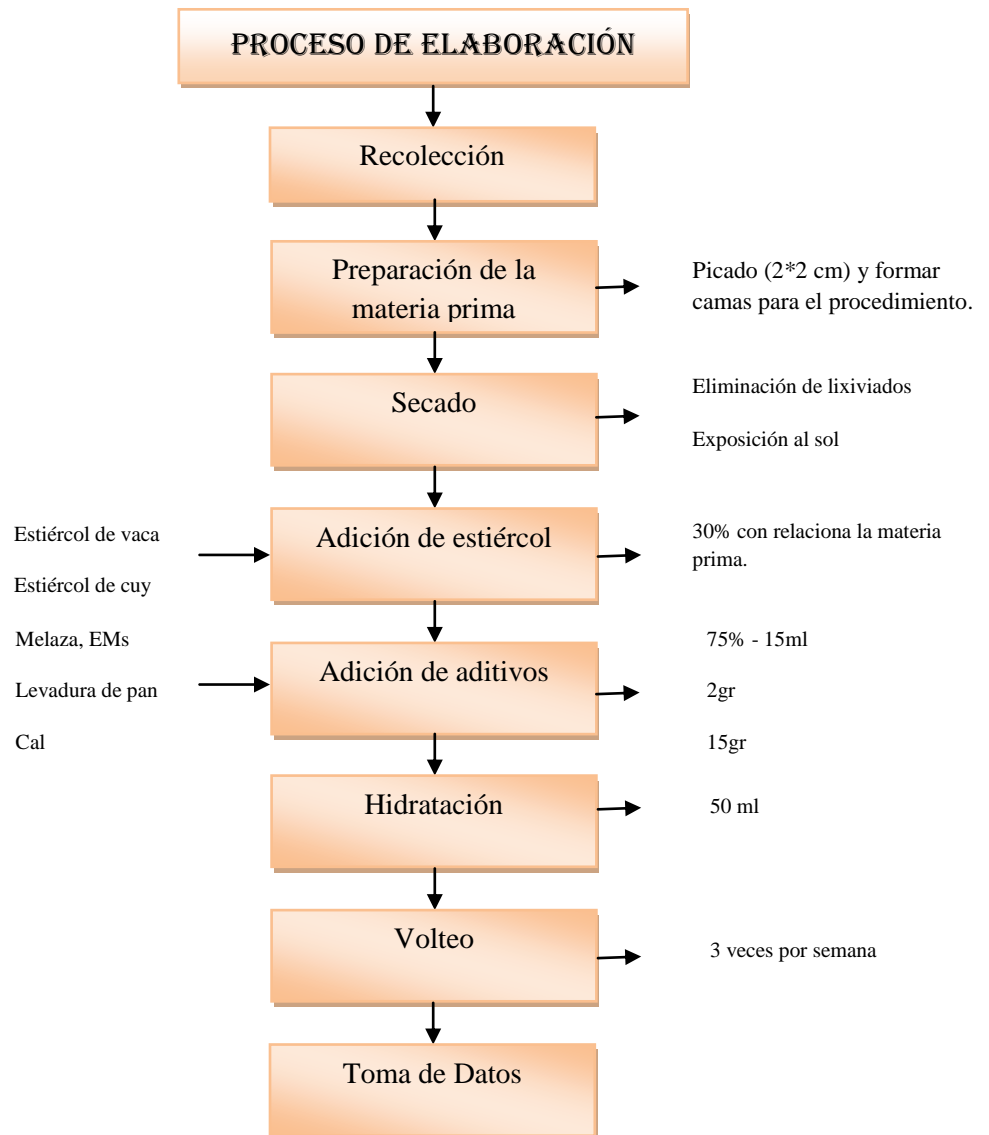 PROCESO DE ELABORACIÓN
Recolección
Preparación de la
materia prima
Picado (2*2 cm) y formar
camas para el procedimiento.
Secado
Eliminación de lixiviados
Exposición al sol
Estiércol de vaca
Estiércol de cuy
Adición de estiércol
30% con relaciona la materia
prima.
Melaza, EMs
Levadura de pan
Cal
Adición de aditivos
75% - 15ml
2gr
15gr
Hidratación
50 ml
Volteo
3 veces por semana
Toma de Datos